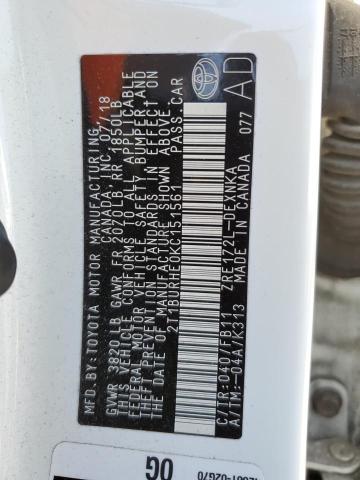 MFD.BY:TOYOTA MOTOR MANUFACTURING
CANADA, INC. 07/18
GVWR 3820LB GAWR FR 2070LB RR 1850LB
THIS VEHICLE CONFORMS TO ALL APPLICABLE
FEDERAL MOTOR VEHICLE SAFETY BUMPER AND
THEFT PREVENTION STANDARDS IN EFFECT ON
THE DATE OF MANUFACTURE SHOWN ABOVE.
2T1BURHE0KC151561 PASS.CAR
C/TR:040/FB11 ZRE172L-DEXNKA
A/TM:-04A/K313 MADE IN CANADA 077
AD
0G